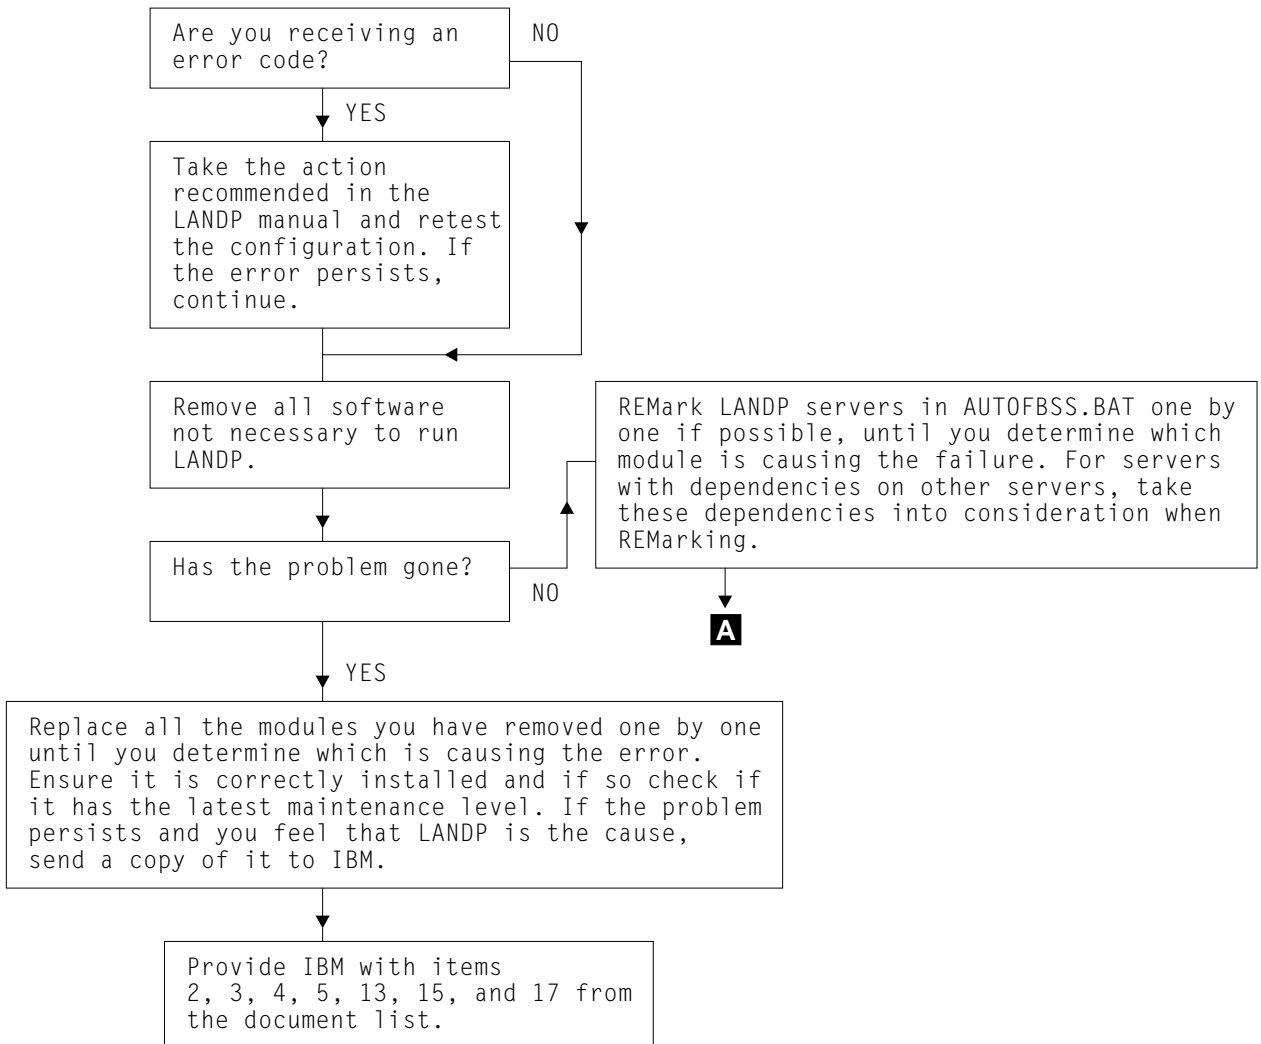 Are you receiving an
error code?
NO
YES
Take the action
recommended in the
LANDP manual and retest
the configuration. If
the error persists,
continue.
Remove all software
not necessary to run
LANDP.
Has the problem gone?
NO
REMark LANDP servers in AUTOFBSS.BAT one by
one if possible, until you determine which
module is causing the failure. For servers
with dependencies on other servers, take
these dependencies into consideration when
REMarking.
A
YES
Replace all the modules you have removed one by one
until you determine which is causing the error.
Ensure it is correctly installed and if so check if
it has the latest maintenance level. If the problem
persists and you feel that LANDP is the cause,
send a copy of it to IBM.
Provide IBM with items
2, 3, 4, 5, 13, 15, and 17 from
the document list.